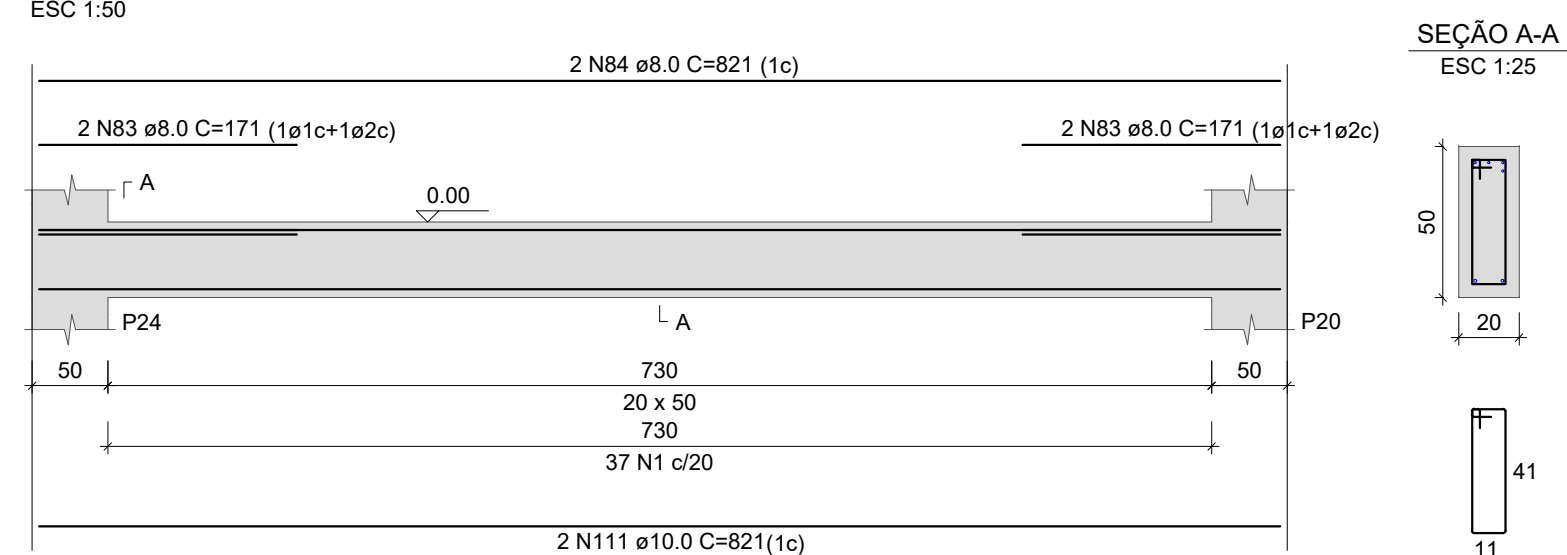 ESC 1:50
SEÇÃO A-A
ESC 1:25
2 N84 ø8.0 C=821 (1c)
2 N83 ø8.0 C=171 (1ø1c+1ø2c)
2 N83 ø8.0 C=171 (1ø1c+1ø2c)
A
0.00
50
P24
A
P20
20
50
730
50
20 x 50
730
37 N1 c/20
41
2 N111 ø10.0 C=821(1c)
11